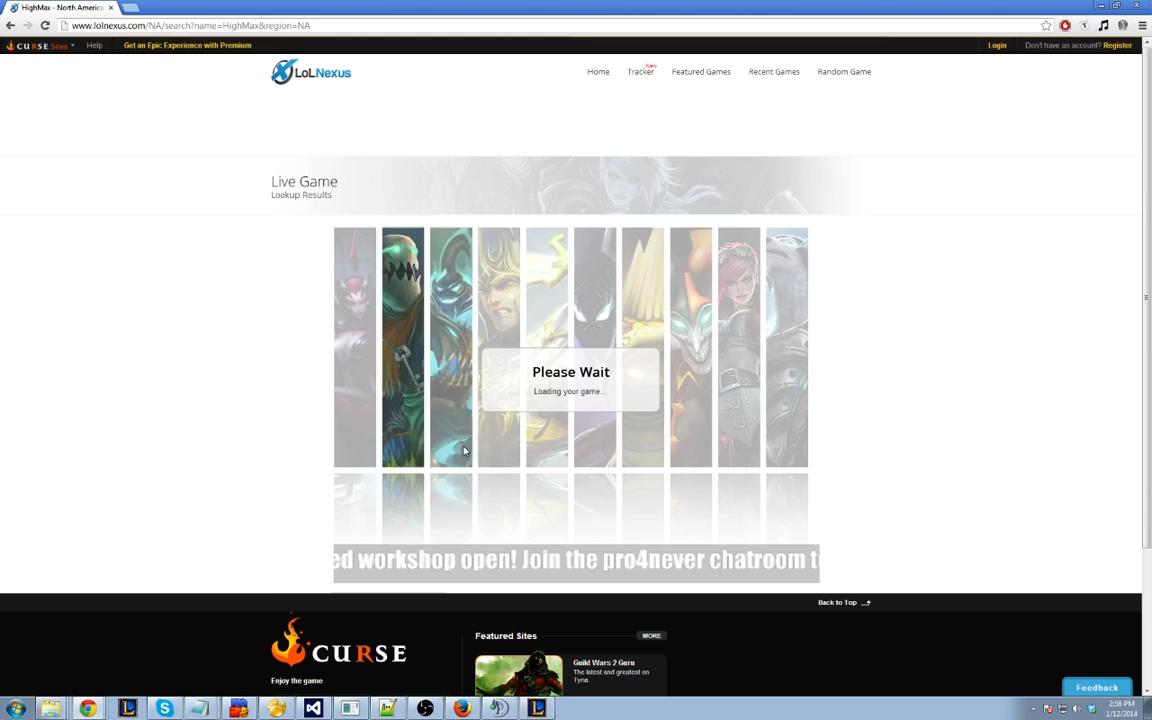 HighMax - North America
www.lolnexus.com/NA/search?name=HighMax&region=NA
CURSE Sites Help Get an Epic Experience with Premium Login Don't have an account? Register
LOLNEXUS
Home Tracker New Featured Games Recent Games Random Game
Live Game
Lookup Results
Please Wait
Loading your game...
ed workshop open! Join the pro4never chatroom t
Back to Top
CURSE
Enjoy the game
Featured Sites MORE
Guild Wars 2 Guru
The latest and greatest on
Tyria.
Feedback
2:58 PM
1/12/2014